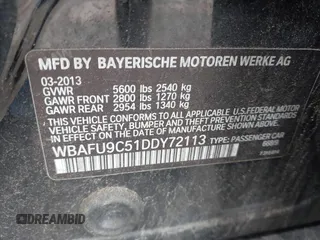 MFD BY BAYERISCHE MOTOREN WERKE AG
03-2013
GVWR 5600 lbs 2540 kg
GAWR FRONT 2800 lbs 1270 kg
GAWR REAR 2954 lbs 1340 kg
THIS VEHICLE CONFORMS TO ALL APPLICABLE
U.S. FEDERAL MOTOR VEHICLE SAFETY,
BUMPER, AND THEFT PREVENTION STANDARDS
IN EFFECT ON THE DATE OF MANUFACTURE
SHOWN ABOVE.
WBAFU9C51DDY72113 TYPE: PASSENGER CAR
DREAMBID